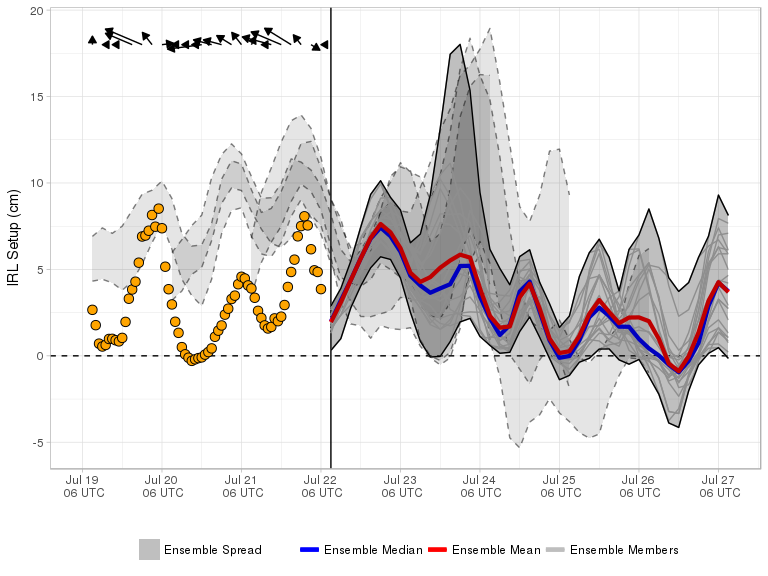 20
15
10
5
0
-5
IRL Setup (cm)
Jul 19 Jul 20 Jul 21 Jul 22 Jul 23 Jul 24 Jul 25 Jul 26 Jul 27
06 UTC 06 UTC 06 UTC 06 UTC 06 UTC 06 UTC 06 UTC 06 UTC 06 UTC
Ensemble Spread Ensemble Median Ensemble Mean Ensemble Members